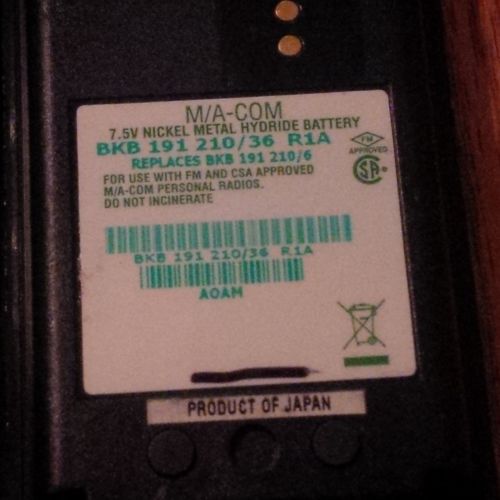 M/A-COM
7.5V NICKEL METAL HYDRIDE BATTERY
BKB 191 210/36 R1A
REPLACES BKB 191 210/6
FOR USE WITH FM AND CSA APPROVED
M/A-COM PERSONAL RADIOS.
DO NOT INCINERATE
FM
APPROVED
CSA
BKB 191 210/36 R1A
AOAM
PRODUCT OF JAPAN